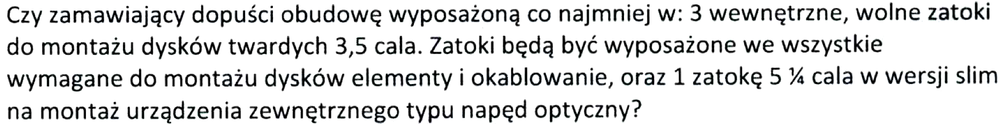 Czy zamawiający dopuści obudowę wyposażoną co najmniej w: 3 wewnętrzne, wolne zatoki
do montażu dysków twardych 3,5 cala. Zatoki będą być wyposażone we wszystkie
wymagane do montażu dysków elementy i okablowanie, oraz 1 zatokę 5 ¼ cala w wersji slim
na montaż urządzenia zewnętrznego typu napęd optyczny?